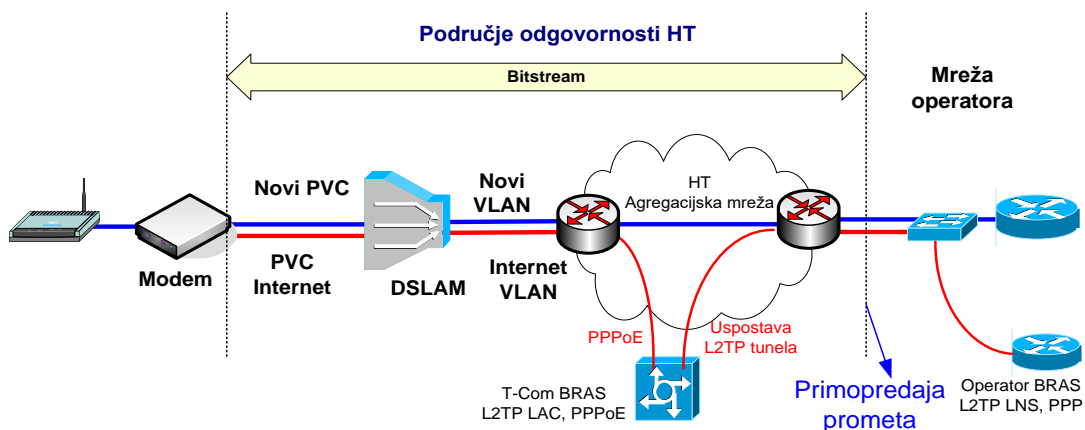 Područje odgovornosti HT
Bitstream
Mreža
operatora
Novi PVC
Novi
VLAN
HT
Agregacijska mreža
Modem
PVC
Internet
DSLAM
Internet
VLAN
PPPoE
Uspostava
L2TP tunela
T-Com BRAS
L2TP LAC, PPPoE
Primopredaja
prometa
Operator BRAS
L2TP LNS, PPP